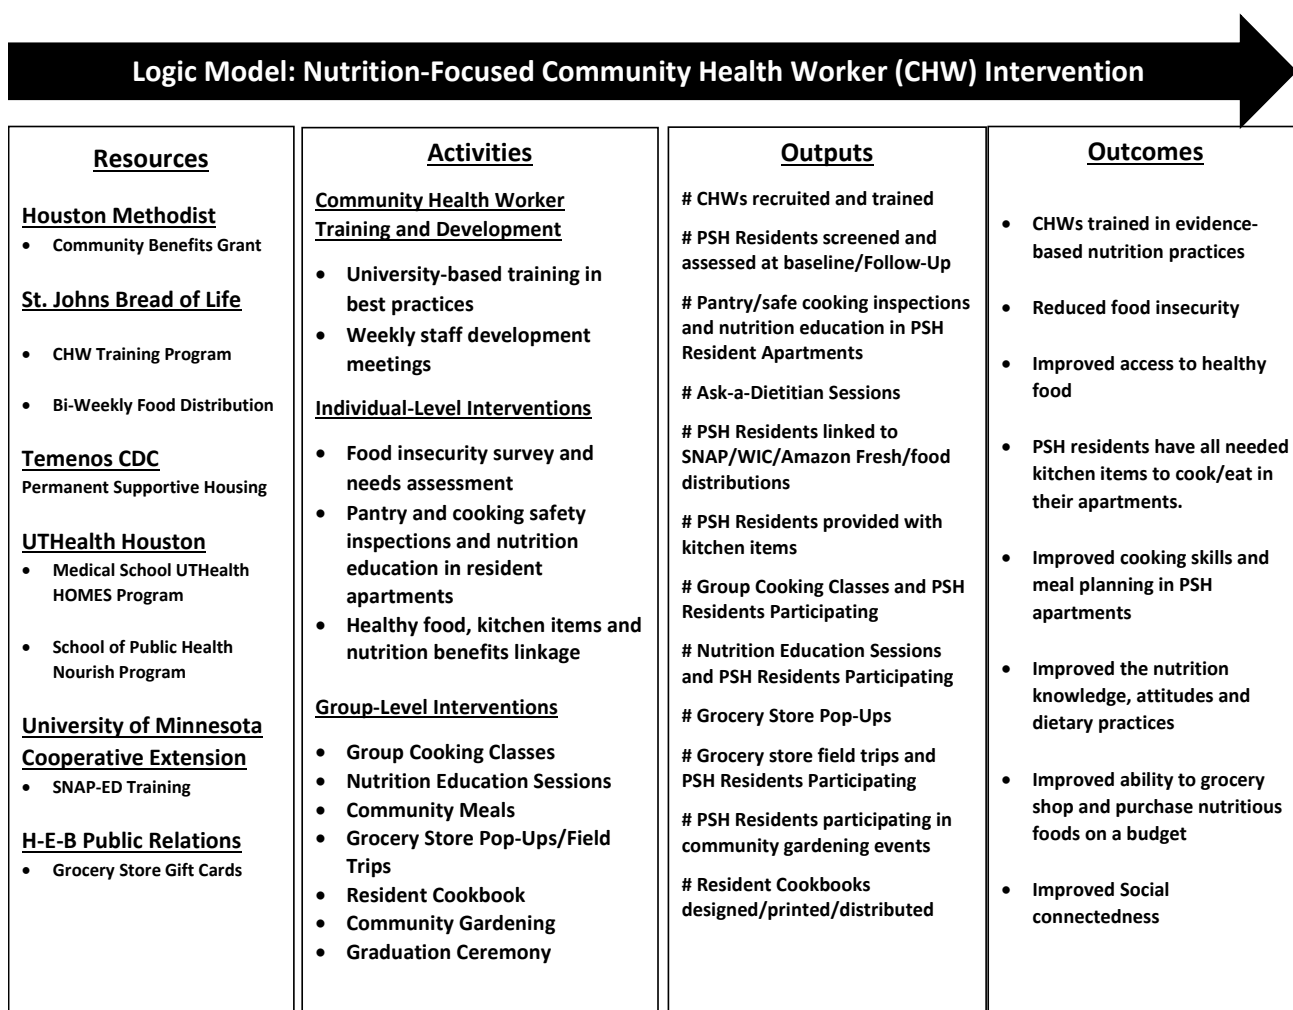 Logic Model: Nutrition-Focused Community Health Worker (CHW) Intervention
Resources
Houston Methodist
• Community Benefits Grant
St. Johns Bread of Life
• CHW Training Program
• Bi-Weekly Food Distribution
Temenos CDC
Permanent Supportive Housing
UTHealth Houston
• Medical School UTHealth
HOMES Program
• School of Public Health
Nourish Program
University of Minnesota
Cooperative Extension
• SNAP-ED Training
H-E-B Public Relations
• Grocery Store Gift Cards
Activities
Community Health Worker
Training and Development
• University-based training in
best practices
• Weekly staff development
meetings
Individual-Level Interventions
• Food insecurity survey and
needs assessment
• Pantry and cooking safety
inspections and nutrition
education in resident
apartments
• Healthy food, kitchen items and
nutrition benefits linkage
Group-Level Interventions
• Group Cooking Classes
• Nutrition Education Sessions
• Community Meals
• Grocery Store Pop-Ups/Field
Trips
• Resident Cookbook
• Community Gardening
• Graduation Ceremony
Outputs
# CHWs recruited and trained
# PSH Residents screened and
assessed at baseline/Follow-Up
# Pantry/safe cooking inspections
and nutrition education in PSH
Resident Apartments
# Ask-a-Dietitian Sessions
# PSH Residents linked to
SNAP/WIC/Amazon Fresh/food
distributions
# PSH Residents provided with
kitchen items
# Group Cooking Classes and PSH
Residents Participating
# Nutrition Education Sessions
and PSH Residents Participating
# Grocery Store Pop-Ups
# Grocery store field trips and
PSH Residents Participating
# PSH Residents participating in
community gardening events
# Resident Cookbooks
designed/printed/distributed
Outcomes
• CHWs trained in evidence-
based nutrition practices
• Reduced food insecurity
• Improved access to healthy
food
• PSH residents have all needed
kitchen items to cook/eat in
their apartments.
• Improved cooking skills and
meal planning in PSH
apartments
• Improved the nutrition
knowledge, attitudes and
dietary practices
• Improved ability to grocery
shop and purchase nutritious
foods on a budget
• Improved Social
connectedness